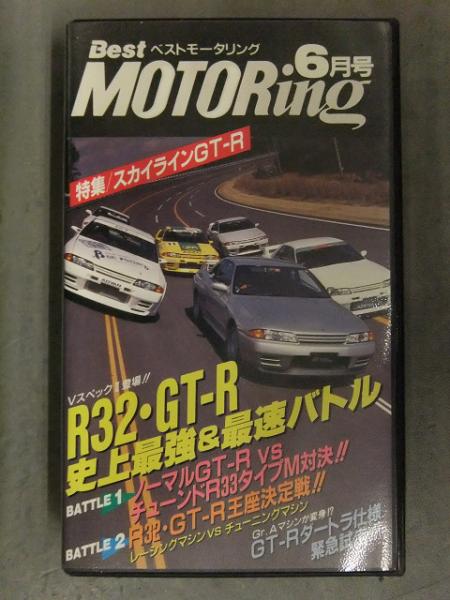 Best ベストモータリング
MOTORing 6月号
特集/スカイラインGT-R
Vスペック 登場!!
R32・GT-R
史上最強&最速バトル
BATTLE 1 ノーマルGT-R vs
チューンドR33タイプM対決!!
BATTLE 2 R32・GT-R王座決定戦!!
レーシングマシンVSチューニングマシン
Gr.Aマシンが変身!?
GT-Rダートラ仕様
緊急試